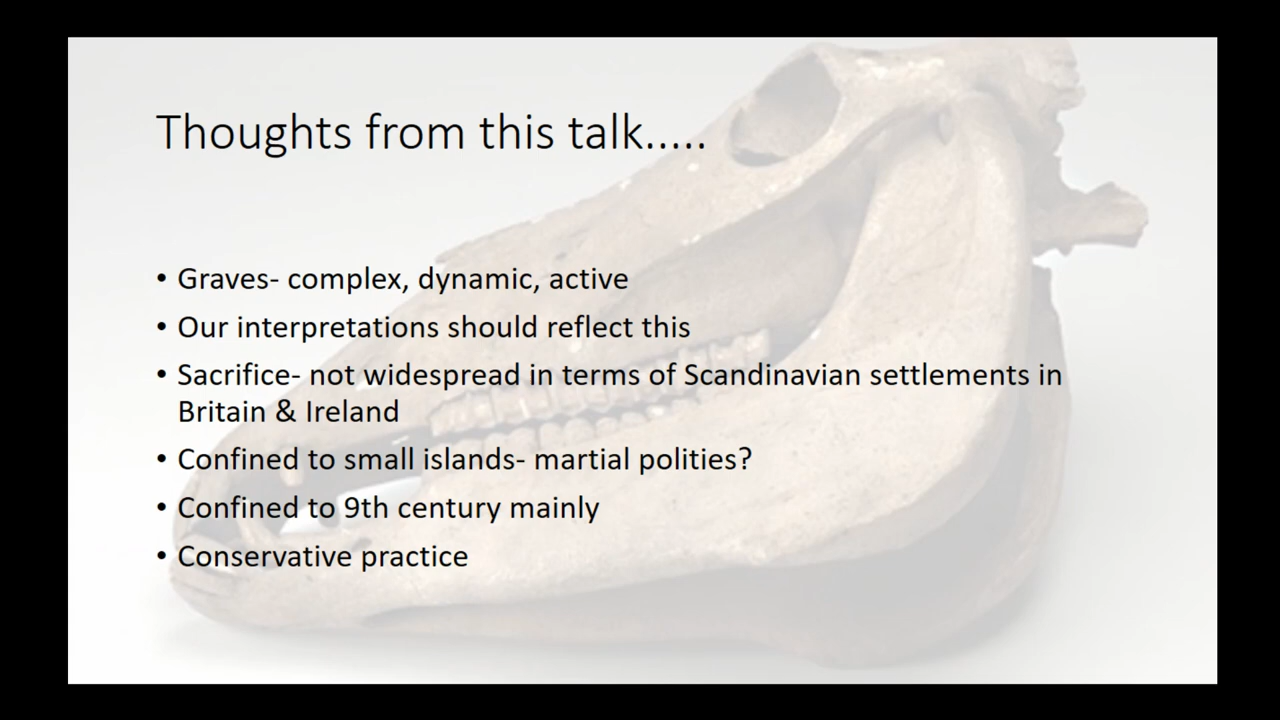 Thoughts from this talk.....
• Graves- complex, dynamic, active
• Our interpretations should reflect this
• Sacrifice- not widespread in terms of Scandinavian settlements in
Britain & Ireland
• Confined to small islands- martial polities?
• Confined to 9th century mainly
• Conservative practice